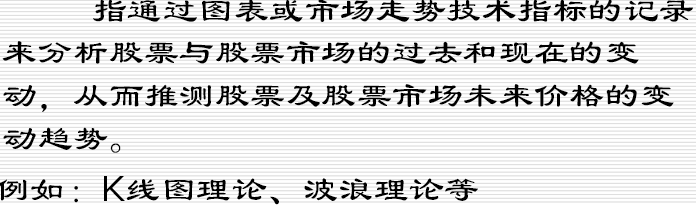 指通过图表或市场走势技术指标的记录
来分析股票与股票市场的过去和现在的变
动，从而推测股票及股票市场未来价格的变
动趋势。
例如：K线图理论、波浪理论等